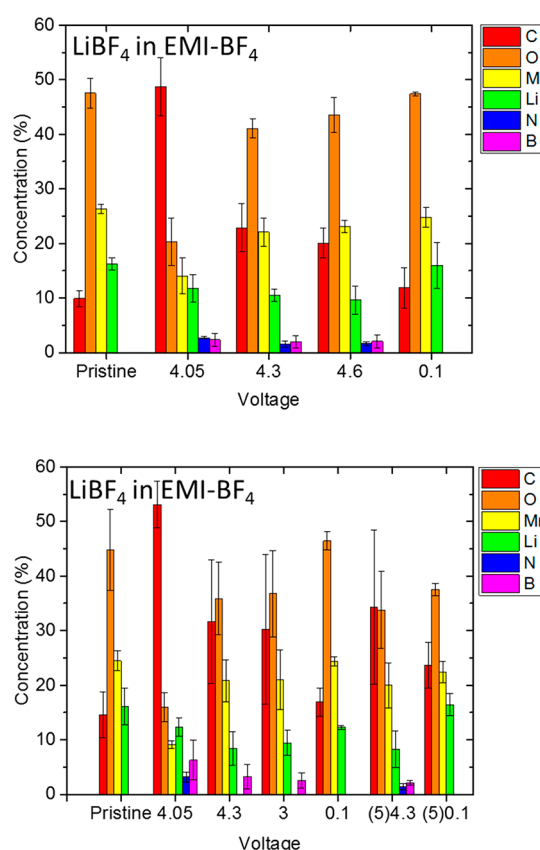 LiBF4 in EMI-BF4
60
50
40
30
20
10
0
Concentration (%)
Pristine 4.05 4.3 4.6 0.1
Voltage
C
O
M
Li
N
B
LiBF4 in EMI-BF4
60
50
40
30
20
10
0
Concentration (%)
Pristine 4.05 4.3 3 0.1 (5)4.3 (5)0.1
Voltage
C
O
Mn
Li
N
B